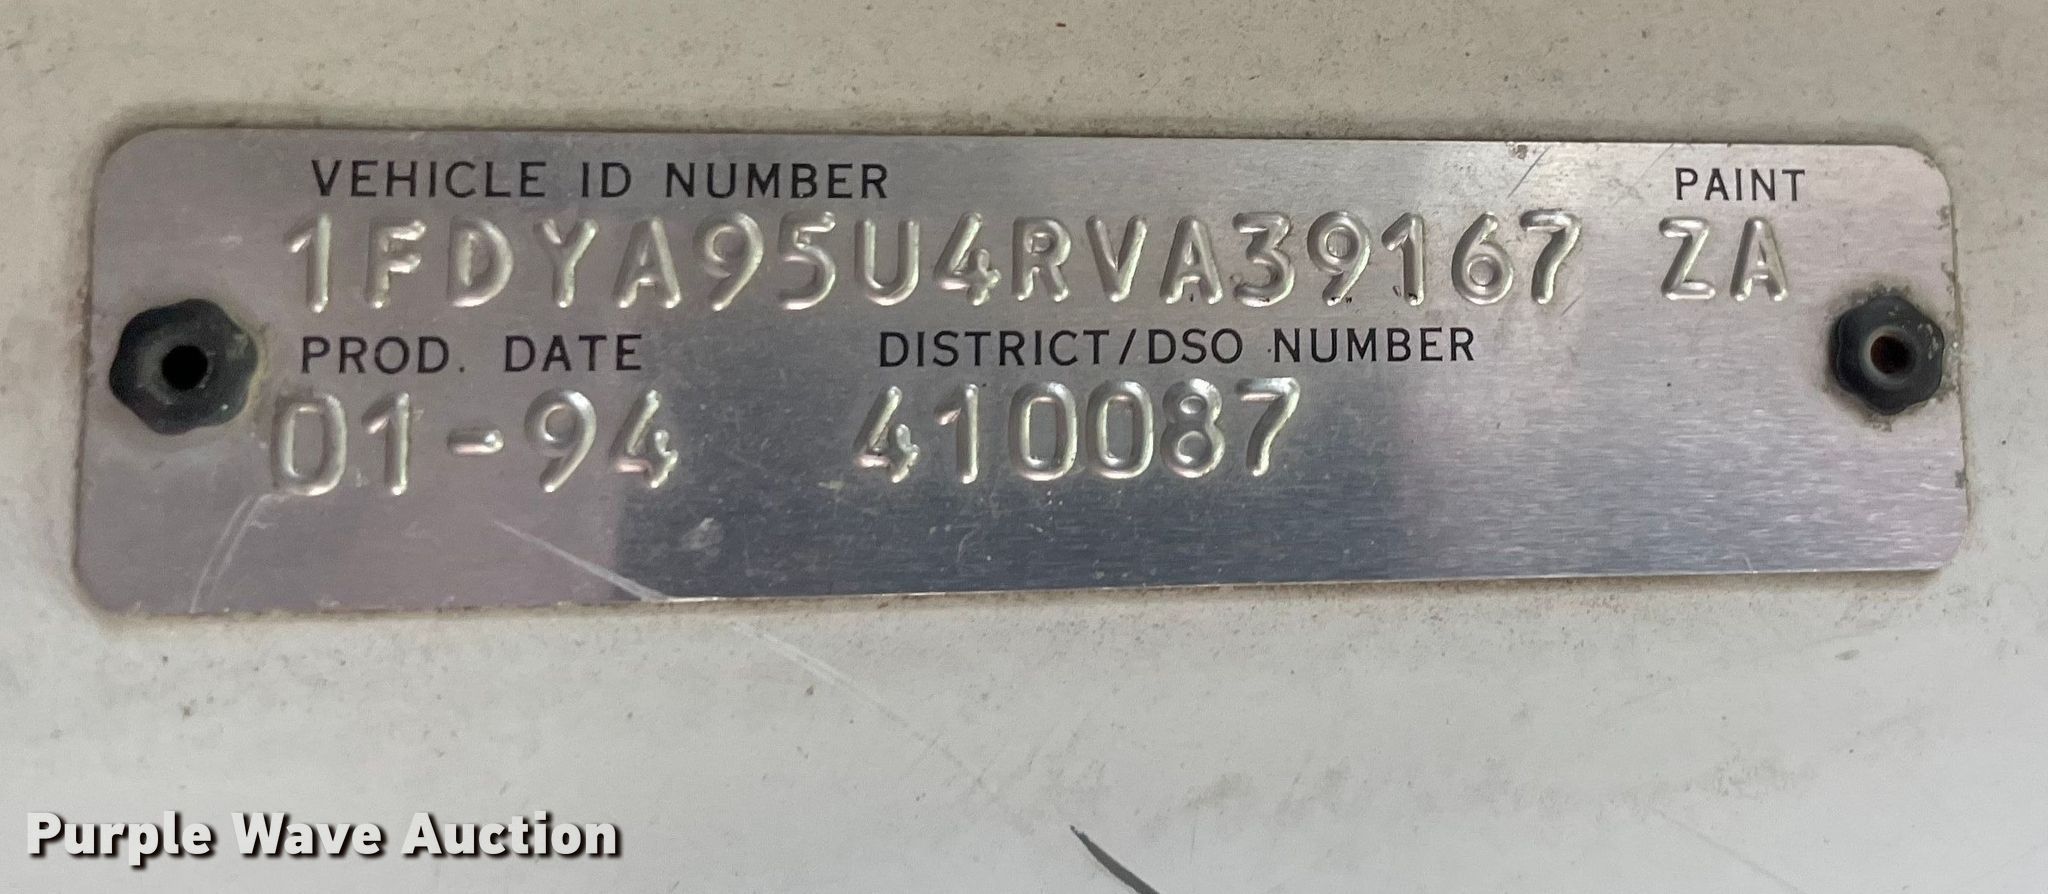 VEHICLE ID NUMBER PAINT
1FDYA95U4RVA39167 ZA
PROD. DATE DISTRICT/DSO NUMBER
01-94 410087
Purple Wave Auction